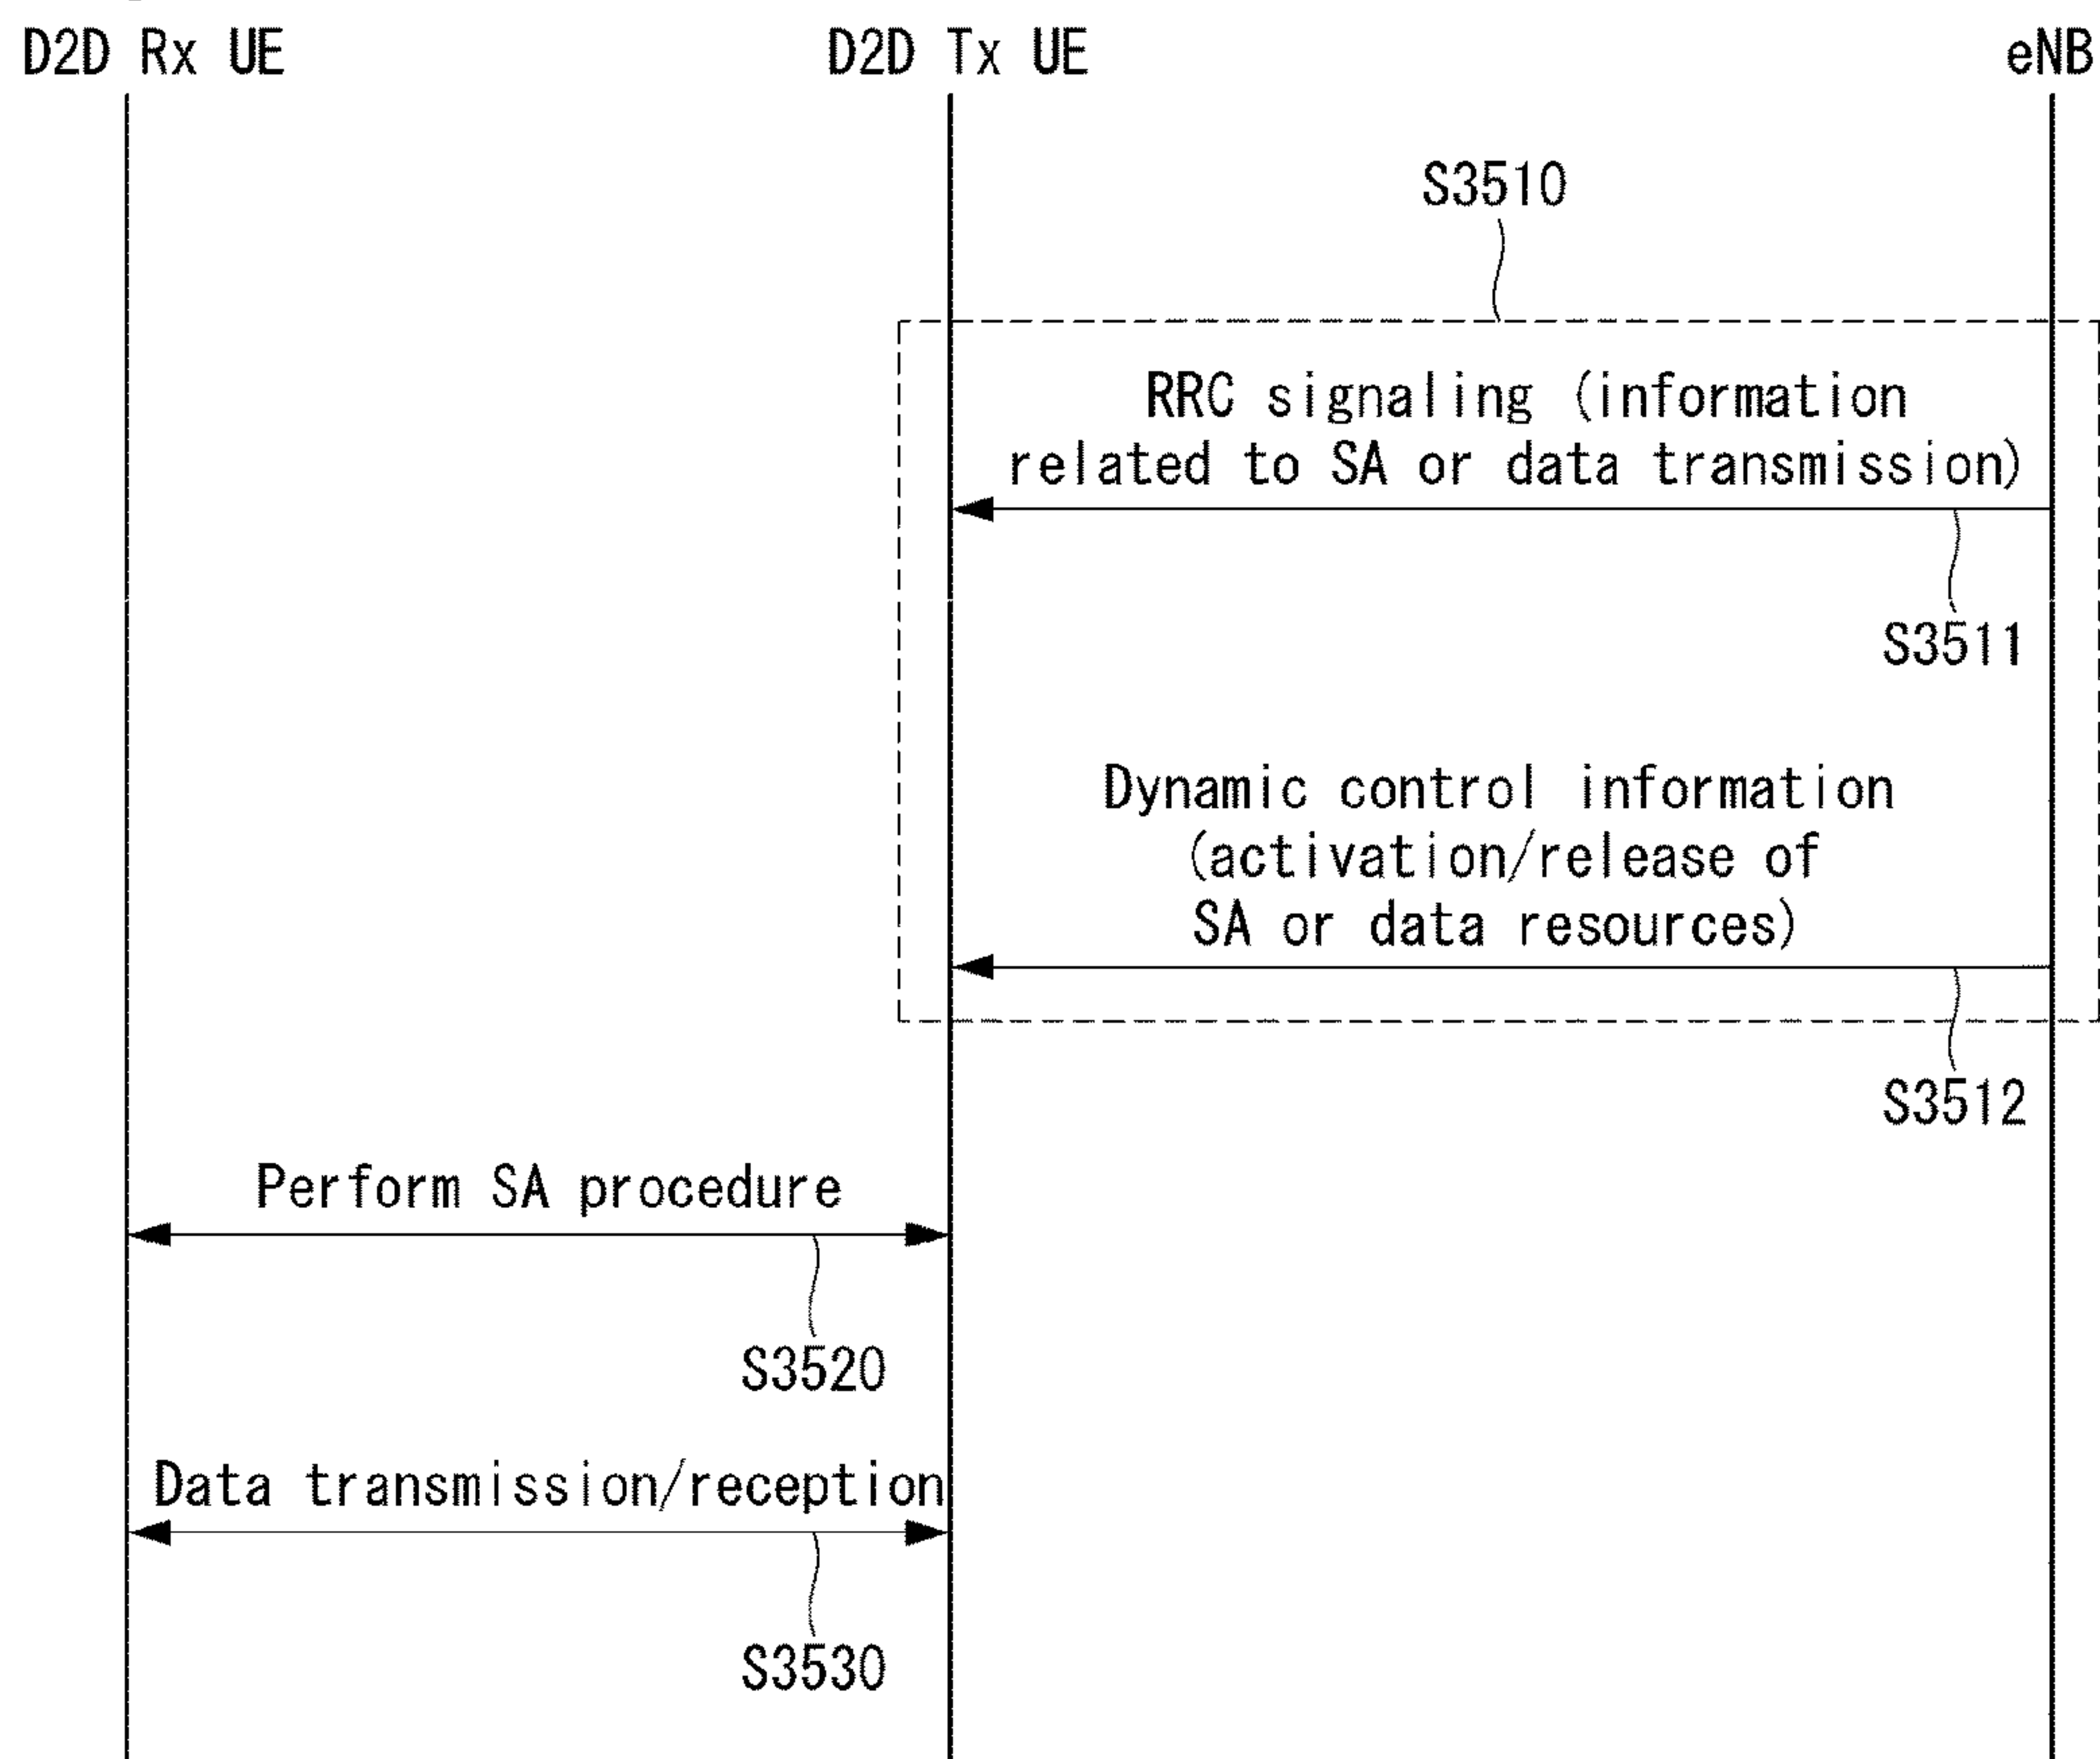 D2D Rx UE
D2D Tx UE
eNB
S3510
RRC signaling (information
related to SA or data transmission)
S3511
Dynamic control information
(activation/release of
SA or data resources)
S3512
Perform SA procedure
S3520
Data transmission/reception
S3530